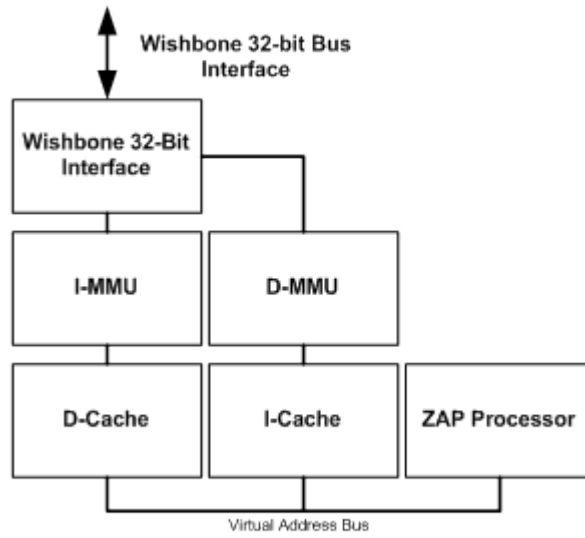 Wishbone 32-bit Bus
Interface
Wishbone 32-Bit
Interface
I-MMU
D-MMU
D-Cache
I-Cache
ZAP Processor
Virtual Address Bus